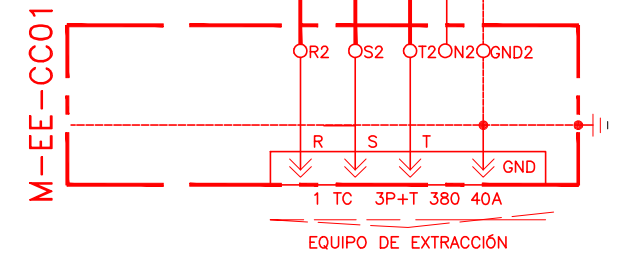 M-EE-CC01
R2 S2 T2 N2 GND2
R S T
GND
1 TC 3P+T 380 40A
EQUIPO DE EXTRACCIÓN